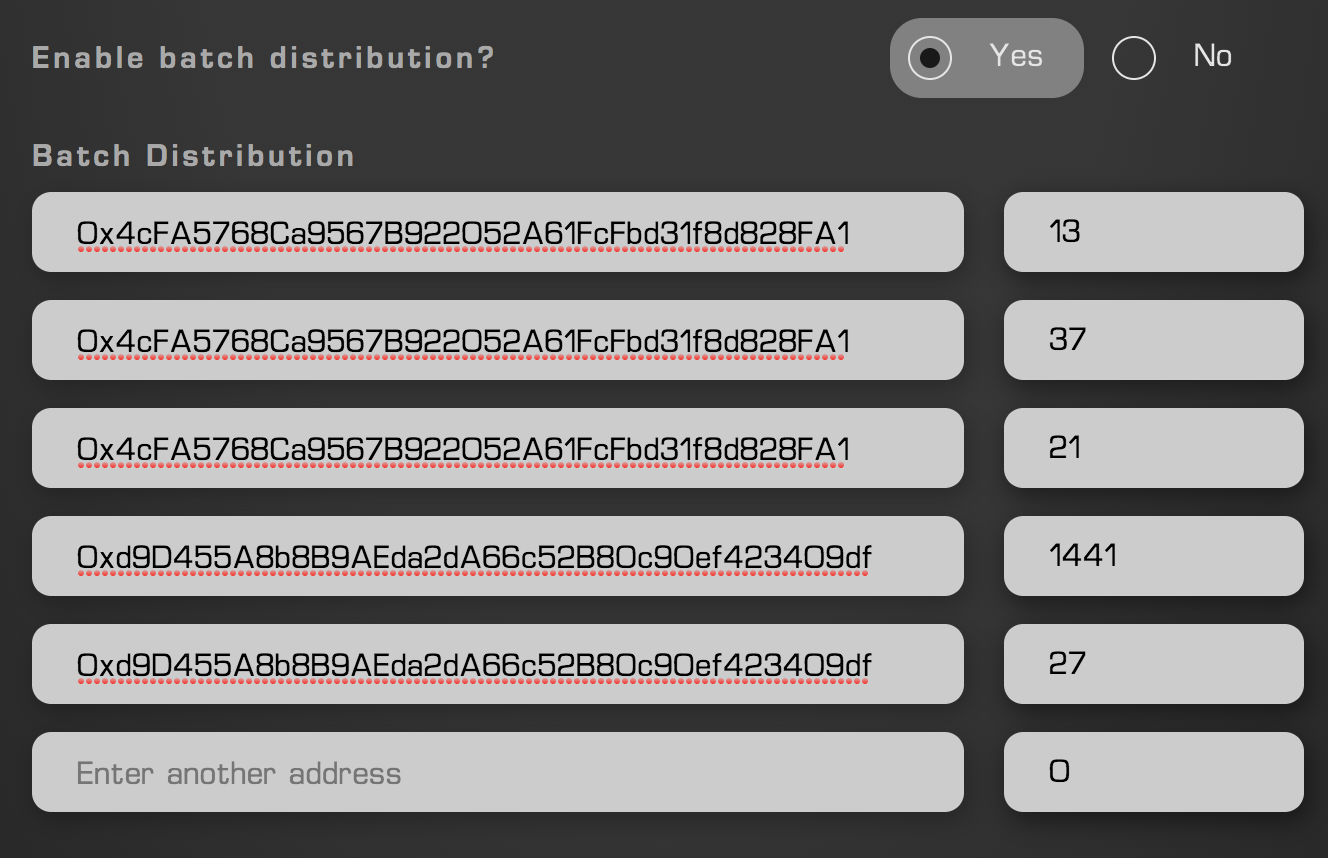 Enable batch distribution? Yes No
Batch Distribution
0x4cFA5768Ca9567B922052A61FcFbd31f8d828FA1 13
0x4cFA5768Ca9567B922052A61FcFbd31f8d828FA1 37
0x4cFA5768Ca9567B922052A61FcFbd31f8d828FA1 21
0xd9D455A8b8B9AEda2dA66c52B80c90ef423409df 1441
0xd9D455A8b8B9AEda2dA66c52B80c90ef423409df 27
Enter another address 0